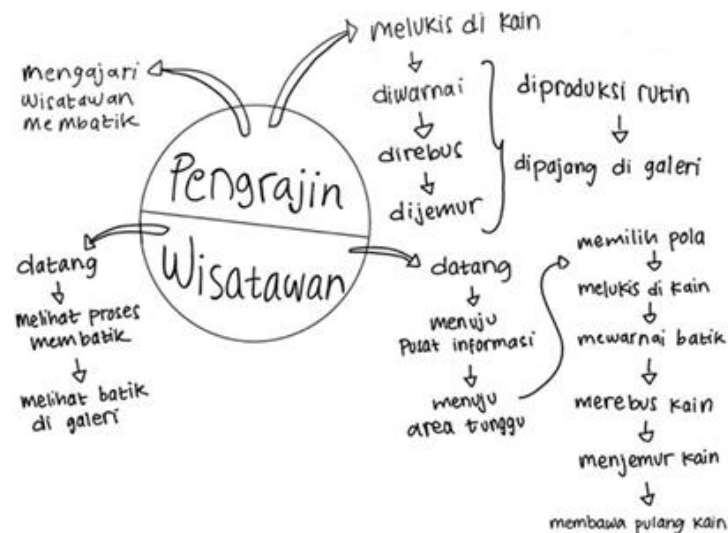 mengajari
wisatawan
membatik
Pengrajin
Wisatawan
melukis di kain
diwarnai
direbus
dijemur
diproduksi rutin
dipajang di galeri
datang
melihat proses
membatik
melihat batik
di galeri
datang
menuju
Pusat informasi
menuju
area tunggu
memilih pola
melukis di kain
mewarnai batik
merebus kain
menjemur kain
membawa pulang kain